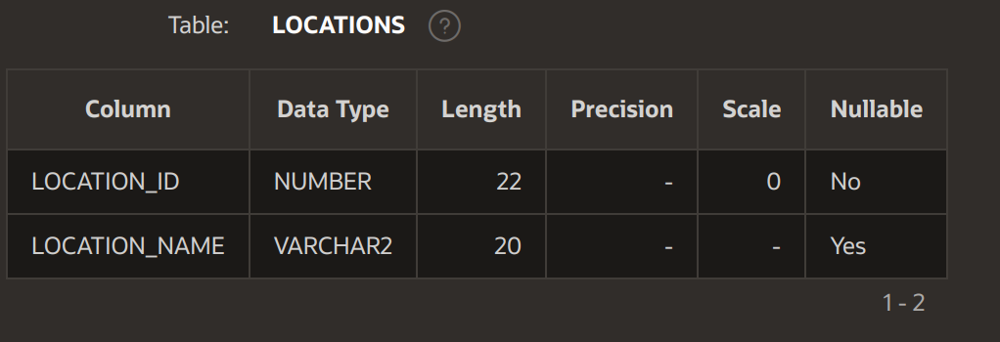 Table: LOCATIONS ?
Column Data Type Length Precision Scale Nullable
LOCATION_ID NUMBER 22 - 0 No
LOCATION_NAME VARCHAR2 20 - - Yes
1 - 2